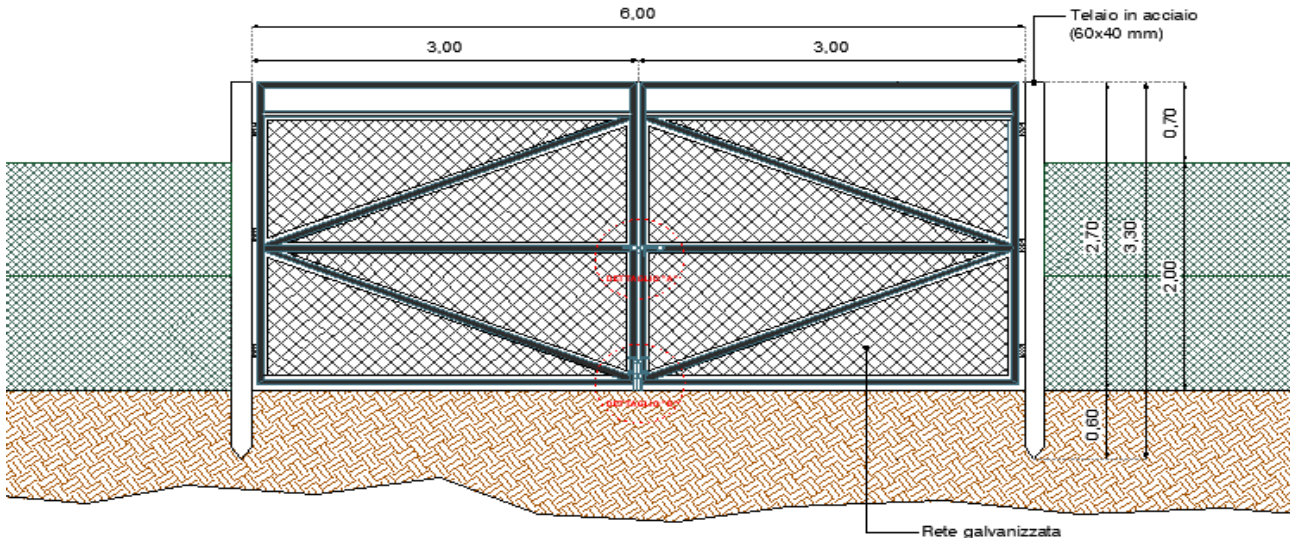 6,00
Telaio in acciaio
(60x40 mm)
3,00
3,00
0,70
2,70
3,30
2,00
0,60
DETTAGLIO "A"
Rete galvanizzata